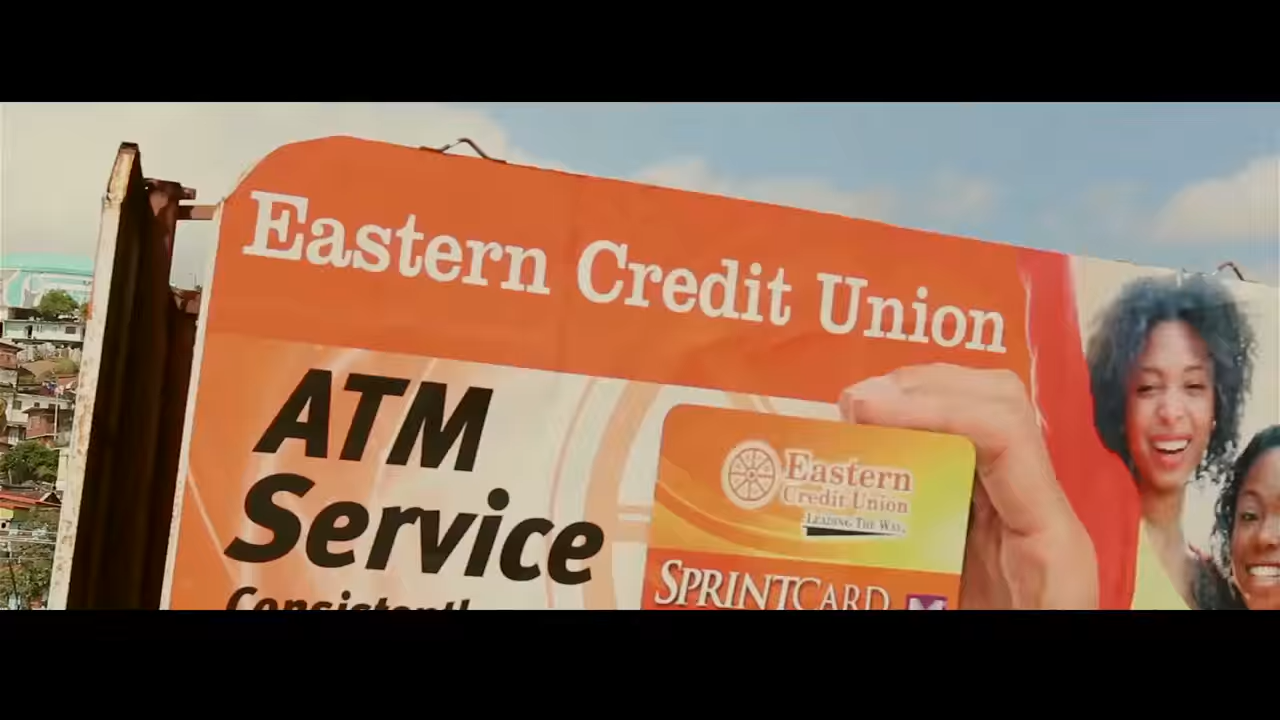 Eastern Credit Union
ATM
Service
Eastern
Credit Union
LEADING THE WAY
SPRINTCARD